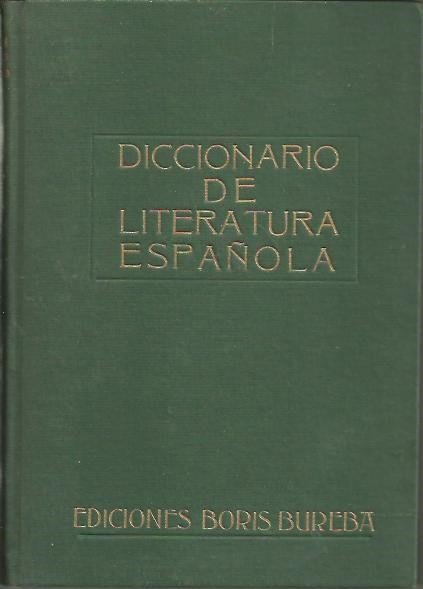 DICCIONARIO
DE
LITERATURA
ESPAÑOLA
EDICIONES BORIS BUREBA